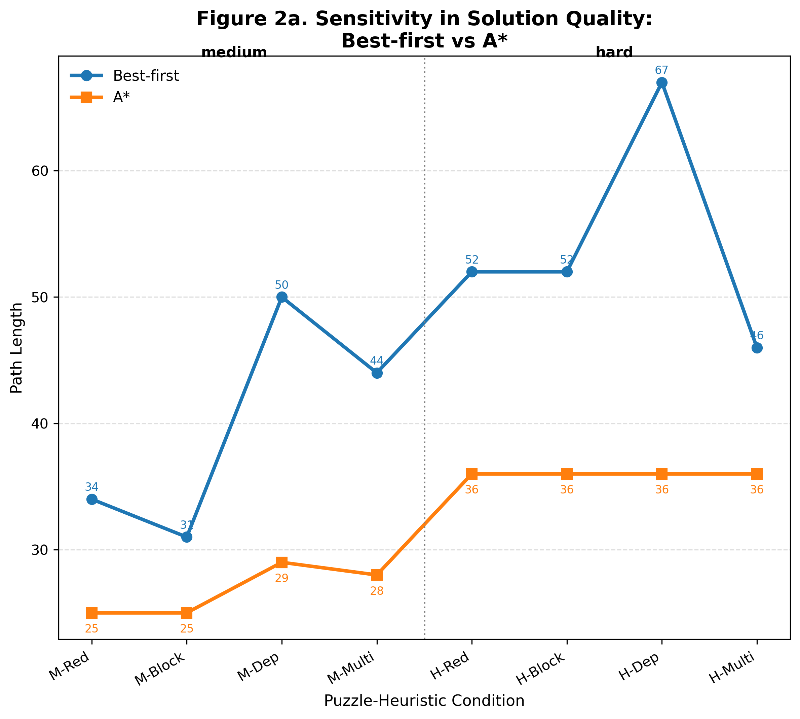 Figure 2a. Sensitivity in Solution Quality:
Best-first vs A*
medium
hard
Best-first
A*
67
60
52
52
50
50
46
44
40
36
36
36
36
34
31
30
29
28
25
25
Path Length
M-Red
M-Block
M-Dep
M-Multi
H-Red
H-Block
H-Dep
H-Multi
Puzzle-Heuristic Condition